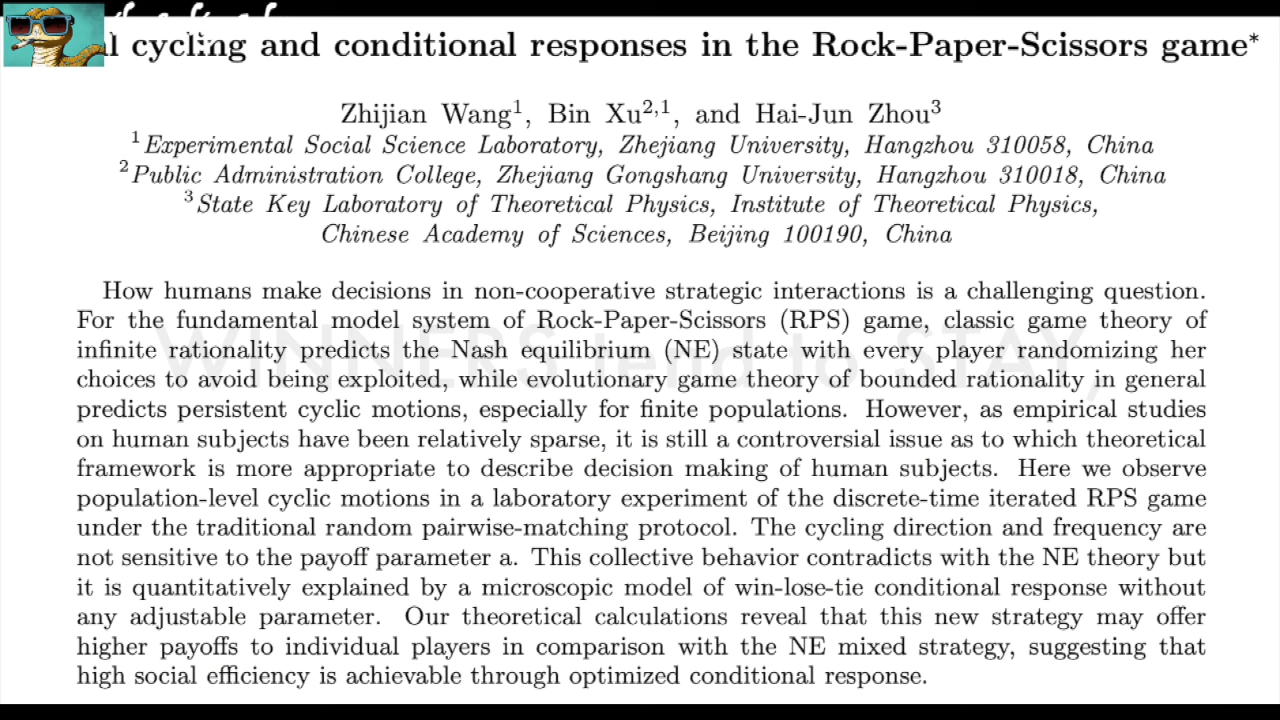 l cycling and conditional responses in the Rock-Paper-Scissors game*
Zhijian Wang¹, Bin Xu²,¹, and Hai-Jun Zhou³
¹Experimental Social Science Laboratory, Zhejiang University, Hangzhou 310058, China
²Public Administration College, Zhejiang Gongshang University, Hangzhou 310018, China
³State Key Laboratory of Theoretical Physics, Institute of Theoretical Physics,
Chinese Academy of Sciences, Beijing 100190, China
How humans make decisions in non-cooperative strategic interactions is a challenging question.
For the fundamental model system of Rock-Paper-Scissors (RPS) game, classic game theory of
infinite rationality predicts the Nash equilibrium (NE) state with every player randomizing her
choices to avoid being exploited, while evolutionary game theory of bounded rationality in general
predicts persistent cyclic motions, especially for finite populations. However, as empirical studies
on human subjects have been relatively sparse, it is still a controversial issue as to which theoretical
framework is more appropriate to describe decision making of human subjects. Here we observe
population-level cyclic motions in a laboratory experiment of the discrete-time iterated RPS game
under the traditional random pairwise-matching protocol. The cycling direction and frequency are
not sensitive to the payoff parameter a. This collective behavior contradicts with the NE theory but
it is quantitatively explained by a microscopic model of win-lose-tie conditional response without
any adjustable parameter. Our theoretical calculations reveal that this new strategy may offer
higher payoffs to individual players in comparison with the NE mixed strategy, suggesting that
high social efficiency is achievable through optimized conditional response.
WINNERS tend to STAY,